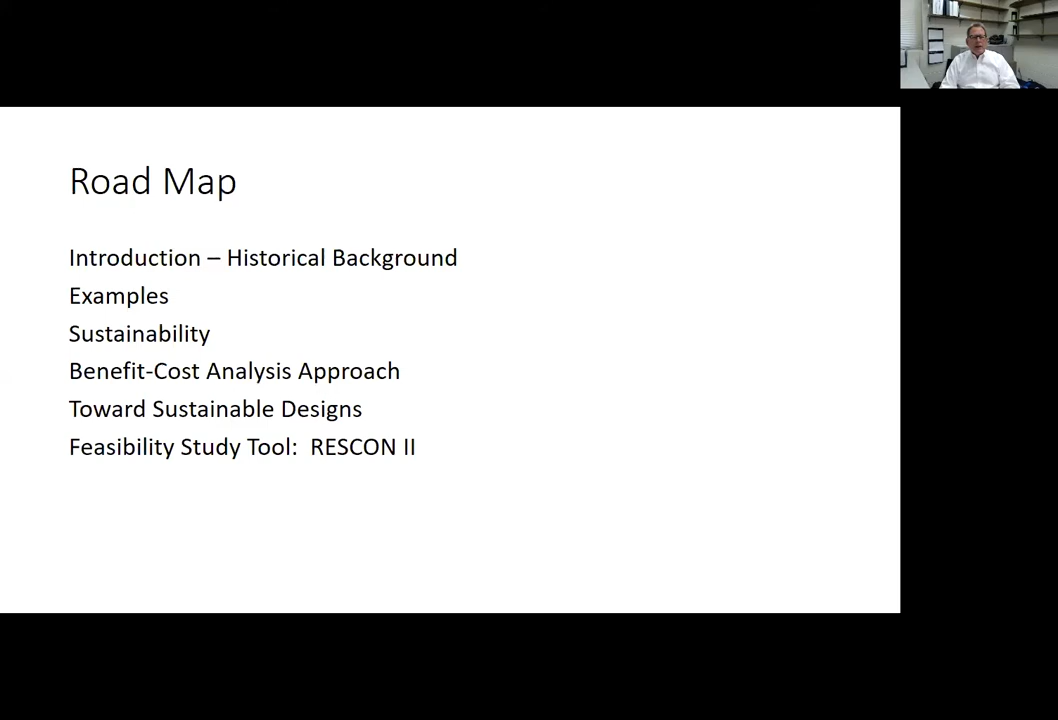 Road Map
Introduction – Historical Background
Examples
Sustainability
Benefit-Cost Analysis Approach
Toward Sustainable Designs
Feasibility Study Tool:  RESCON II